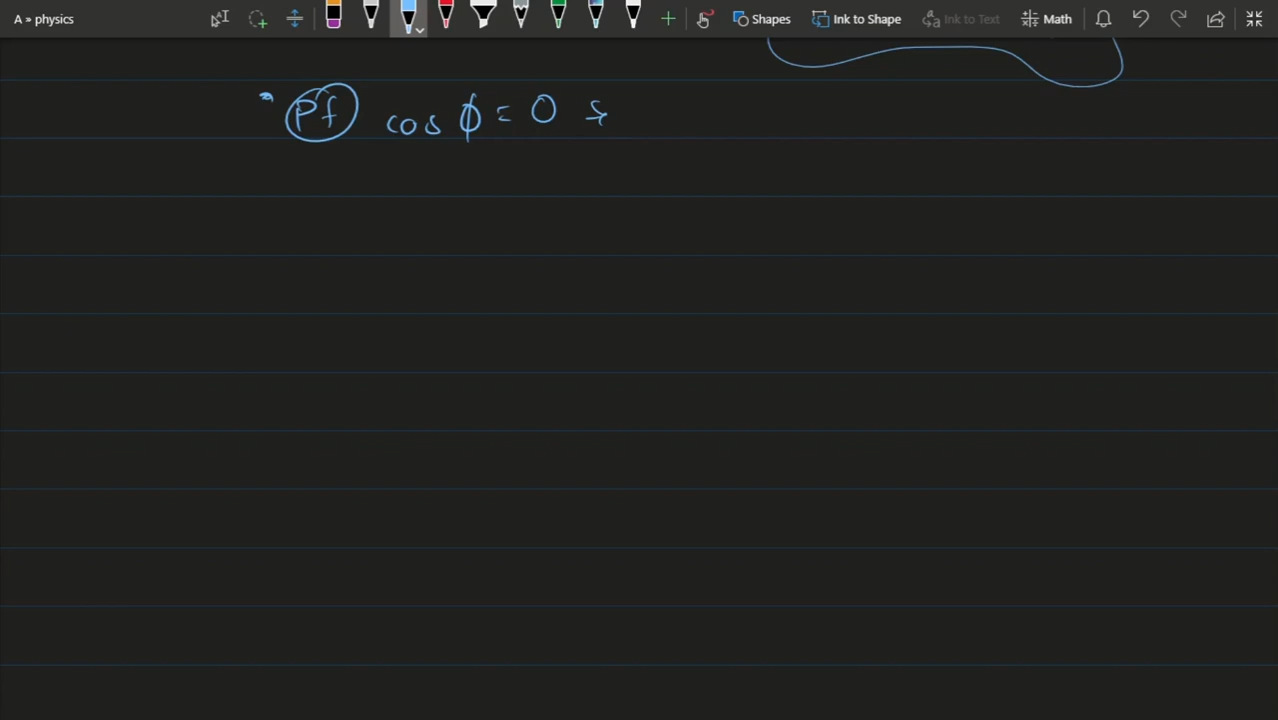 A » physics
Shapes
Ink to Shape
Ink to Text
Math
Pf cos ϕ = 0